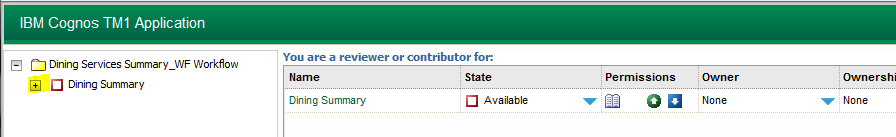 IBM Cognos TM1 Application
Dining Services Summary_WF Workflow
Dining Summary
You are a reviewer or contributor for:
Name State Permissions Owner
Dining Summary Available None None